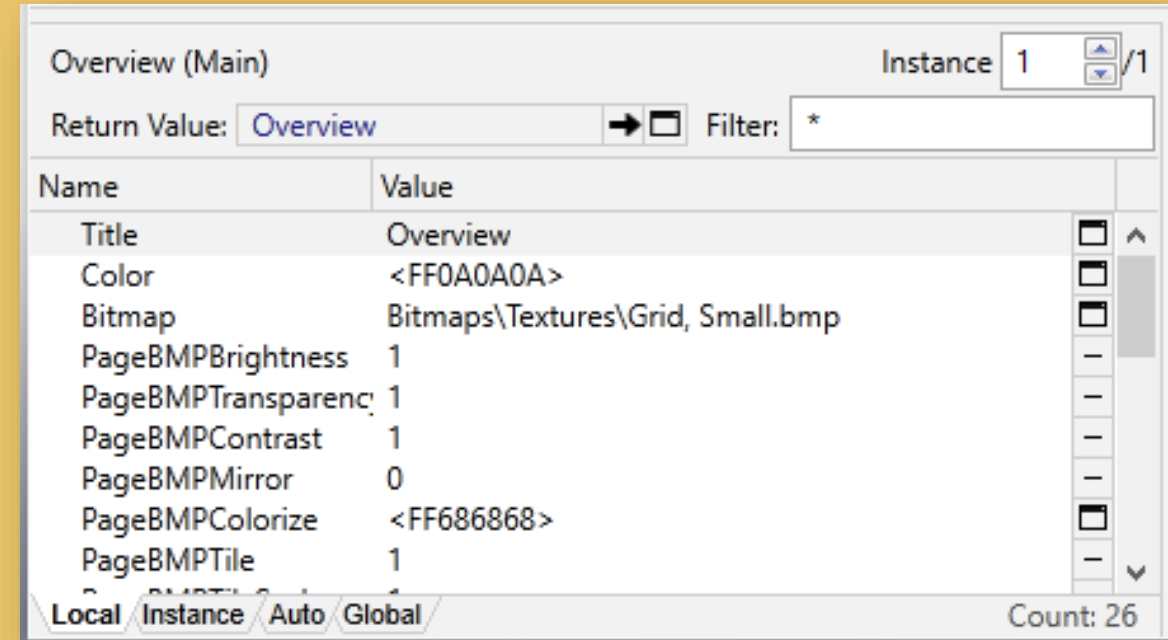 Overview (Main) Instance 1 /1
Return Value: Overview Filter: *
Name Value
Title Overview
Color <FF0A0A0A>
Bitmap Bitmaps\Textures\Grid, Small.bmp
PageBMPBrightness 1
PageBMPTransparenc 1
PageBMPContrast 1
PageBMPMirror 0
PageBMPColorize <FF686868>
PageBMPTile 1
Local Instance Auto Global Count: 26